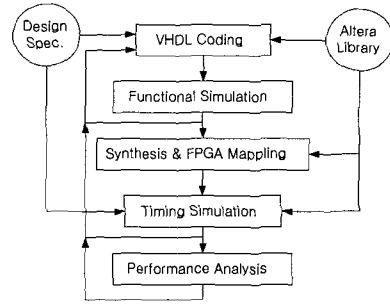 Design
Spec.
VHDL Coding
Altera
Library
Functional Simulation
Synthesis & FPGA Mappling
Timing Simulation
Performance Analysis